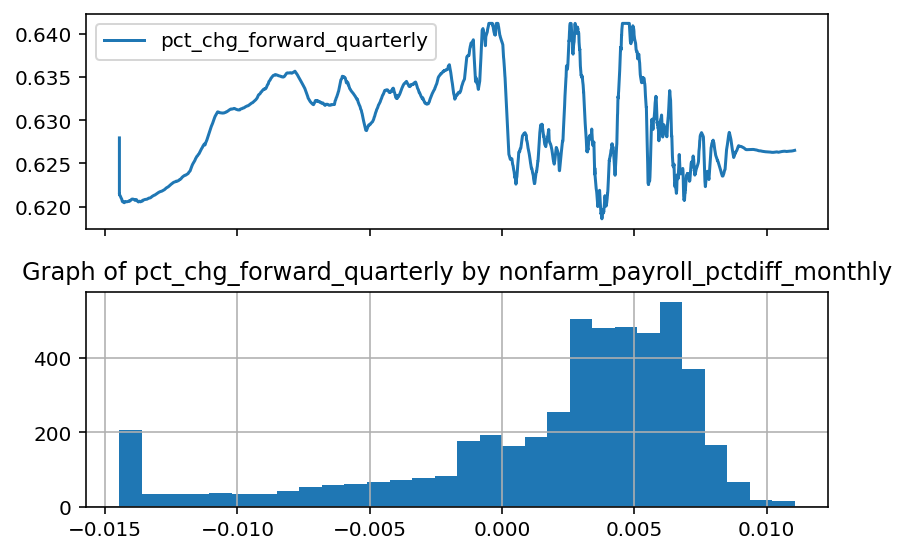 0.640
pct_chg_forward_quarterly
0.635
0.630
0.625
0.620
Graph of pct_chg_forward_quarterly by nonfarm_payroll_pctdiff_monthly
400
200
0
−0.015 −0.010 −0.005 0.000 0.005 0.010